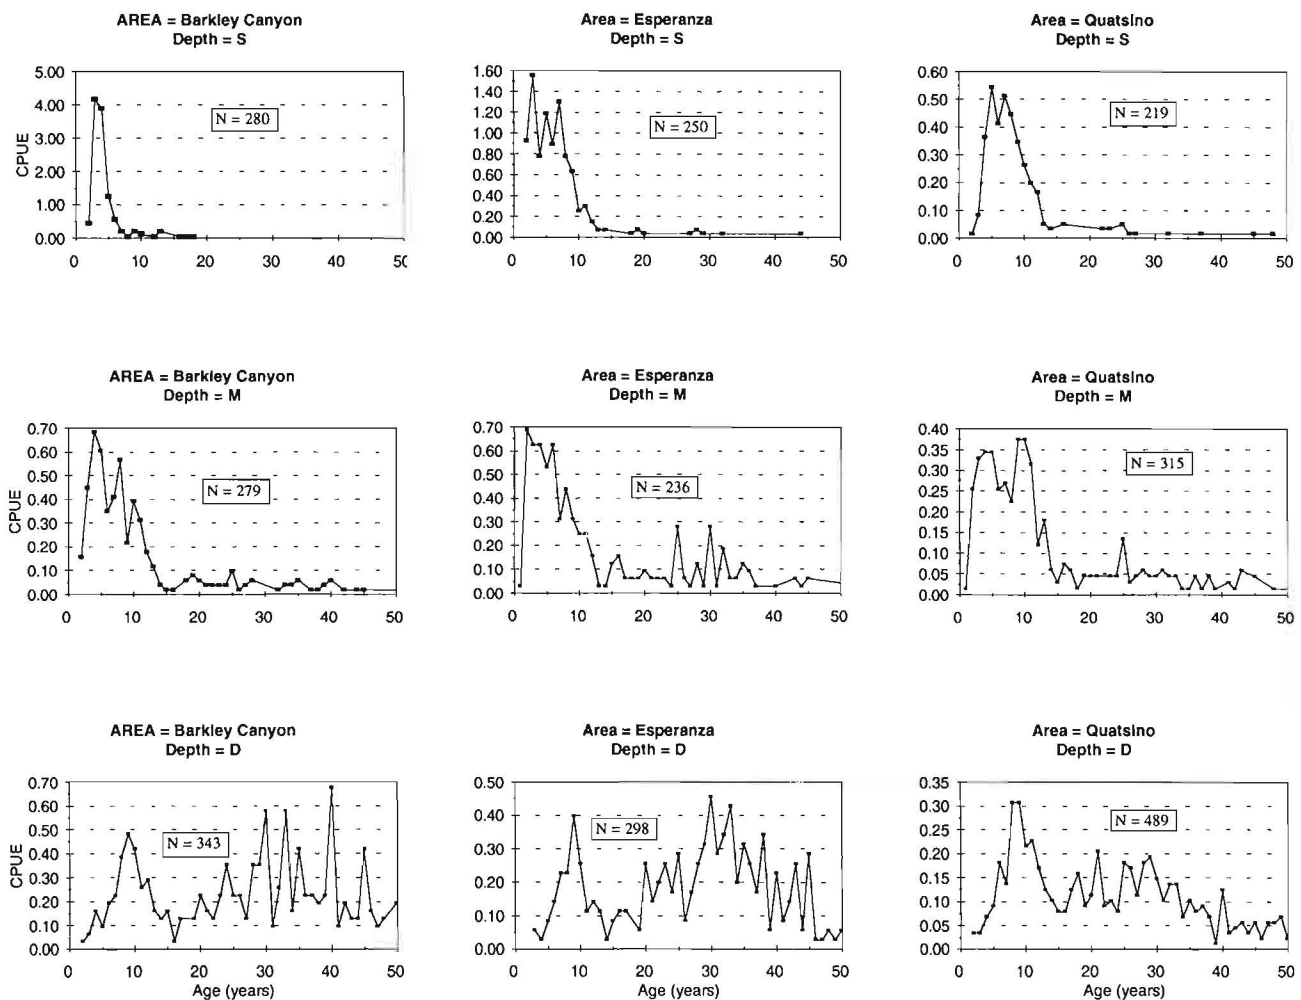 AREA = Barkley Canyon
Depth = S
5.00
4.00
3.00
2.00
1.00
0.00
CPUE
N = 280
0 10 20 30 40 50
Area = Esperanza
Depth = S
1.60
1.40
1.20
1.00
0.80
0.60
0.40
0.20
0.00
N = 250
0 10 20 30 40 50
Area = Quatsino
Depth = S
0.60
0.50
0.40
0.30
0.20
0.10
0.00
N = 219
0 10 20 30 40 50
AREA = Barkley Canyon
Depth = M
0.70
0.60
0.50
0.40
0.30
0.20
0.10
0.00
CPUE
N = 279
0 10 20 30 40 50
Area = Esperanza
Depth = M
0.70
0.60
0.50
0.40
0.30
0.20
0.10
0.00
N = 236
0 10 20 30 40 50
Area = Quatsino
Depth = M
0.40
0.35
0.30
0.25
0.20
0.15
0.10
0.05
0.00
N = 315
0 10 20 30 40 50
AREA = Barkley Canyon
Depth = D
0.70
0.60
0.50
0.40
0.30
0.20
0.10
0.00
CPUE
N = 343
0 10 20 30 40 50
Age (years)
Area = Esperanza
Depth = D
0.50
0.40
0.30
0.20
0.10
0.00
N = 298
0 10 20 30 40 50
Age (years)
Area = Quatsino
Depth = D
0.35
0.30
0.25
0.20
0.15
0.10
0.05
0.00
N = 489
0 10 20 30 40 50
Age (years)